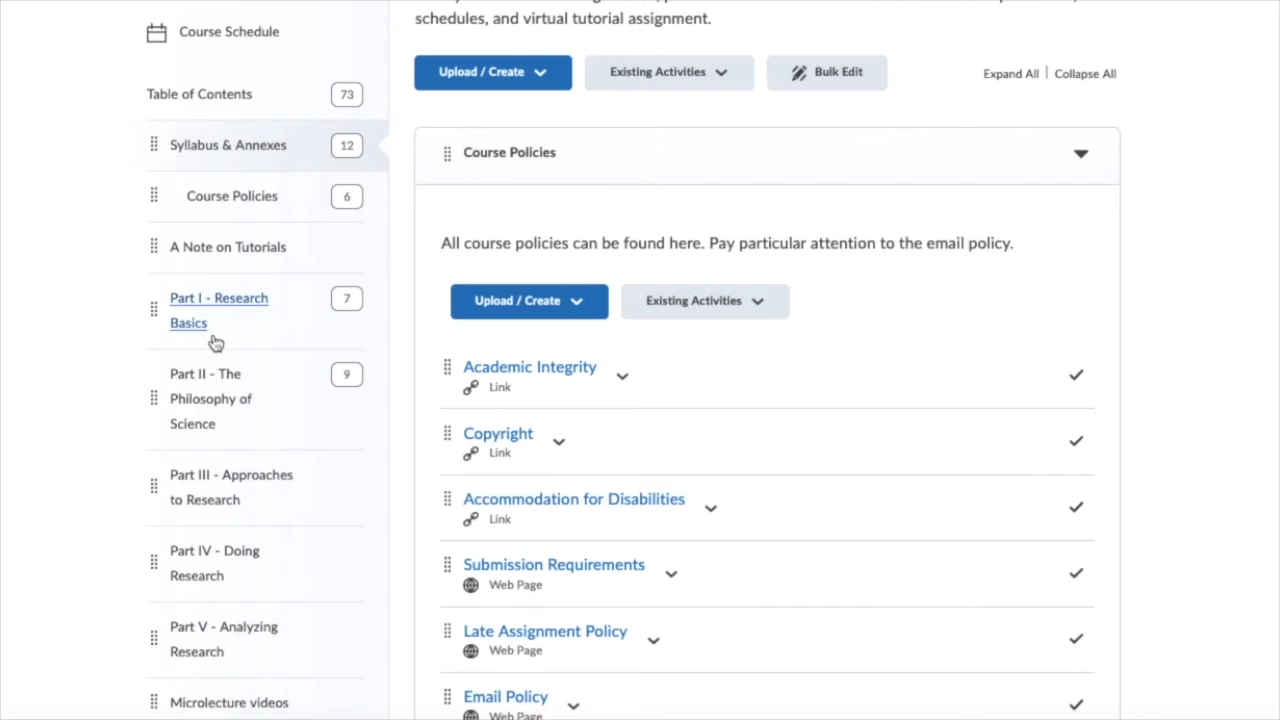 schedules, and virtual tutorial assignment.
Course Schedule
Upload / Create
Existing Activities
Bulk Edit
Expand All | Collapse All
Table of Contents
73
Syllabus & Annexes
12
Course Policies
6
A Note on Tutorials
Part I - Research
Basics
7
Part II - The
Philosophy of
Science
9
Part III - Approaches
to Research
Part IV - Doing
Research
Part V - Analyzing
Research
Microlecture videos
Course Policies
All course policies can be found here. Pay particular attention to the email policy.
Upload / Create
Existing Activities
Academic Integrity
Link
Copyright
Link
Accommodation for Disabilities
Link
Submission Requirements
Web Page
Late Assignment Policy
Web Page
Email Policy
Web Page